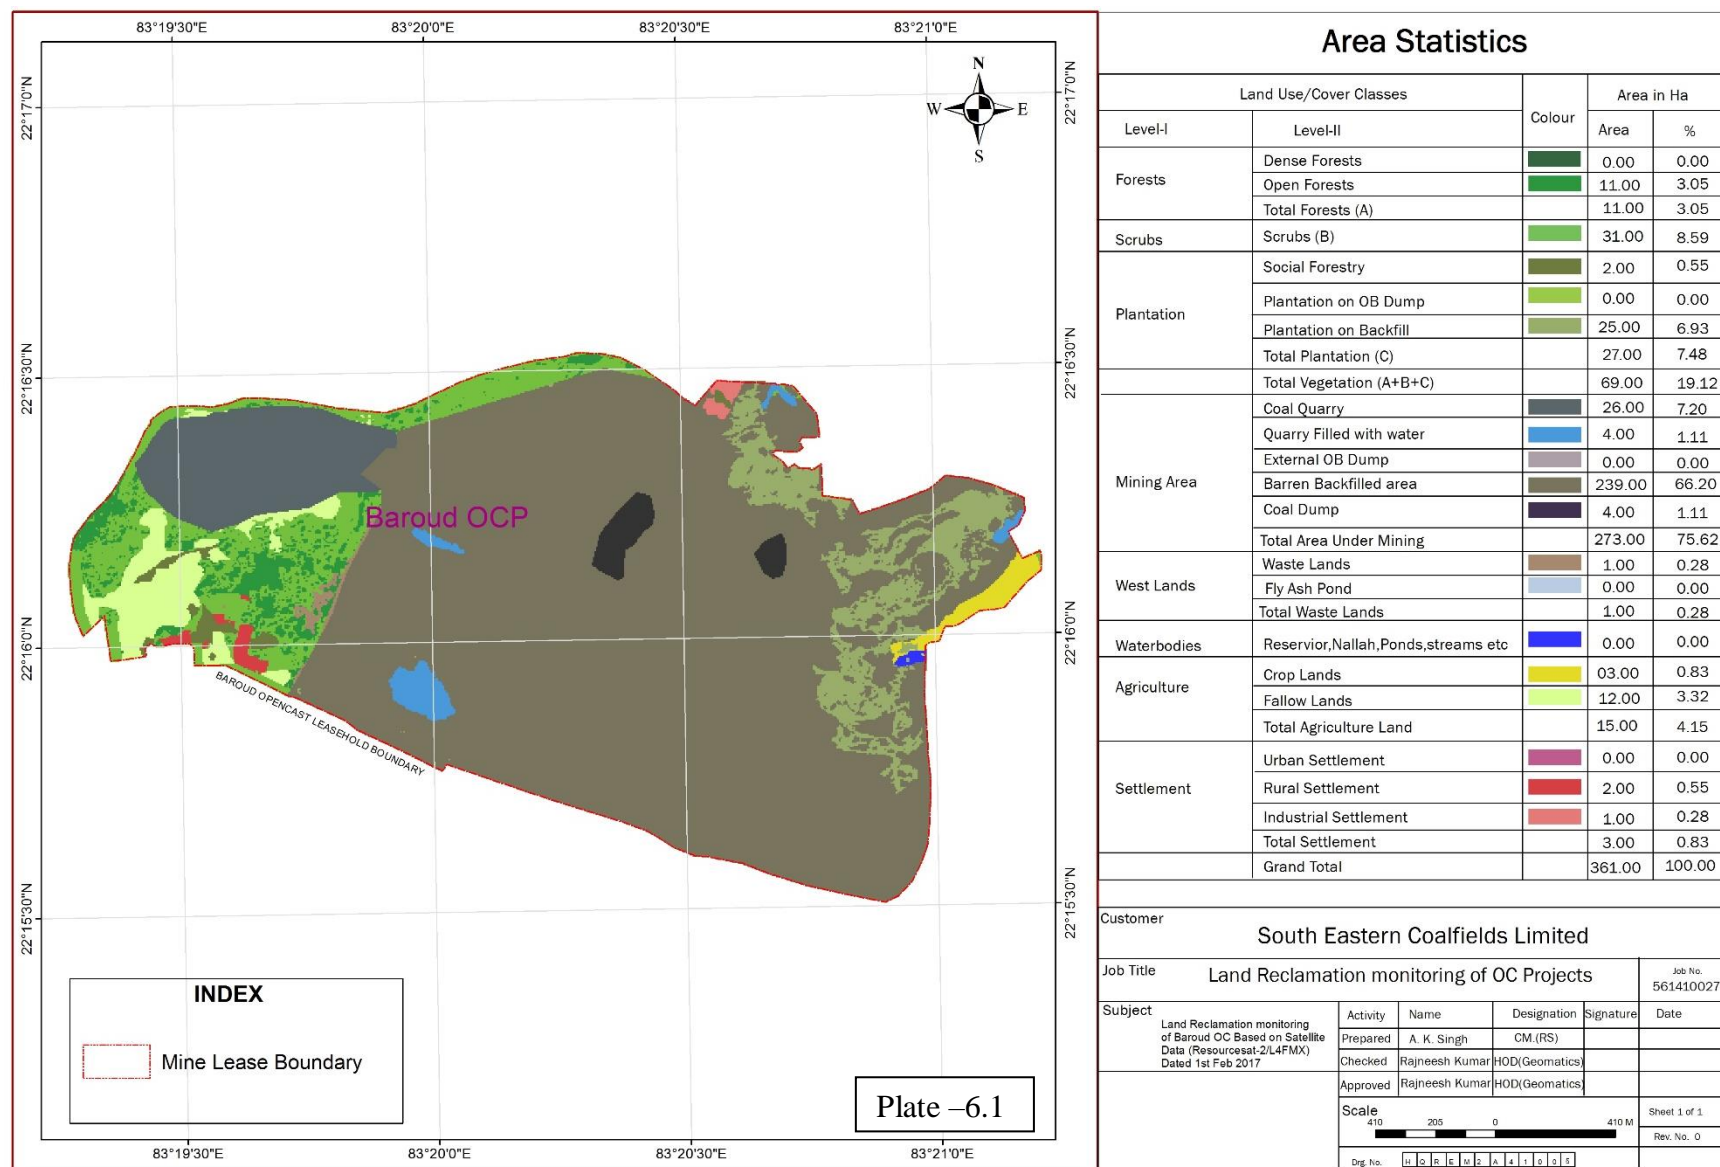 83°19'30"E 83°20'0"E 83°20'30"E 83°21'0"E
N
W E
S
22°17'0"N 22°17'0"N
22°16'30"N 22°16'30"N
22°16'0"N 22°16'0"N
22°15'30"N 22°15'30"N
Baroud OCP
BAROUD OPENCAST LEASEHOLD BOUNDARY
INDEX
Mine Lease Boundary
Plate –6.1
83°19'30"E 83°20'0"E 83°20'30"E 83°21'0"E
Area Statistics
Land Use/Cover Classes Colour Area in Ha
Level-I Level-II Area %
Forests
Dense Forests 0.00 0.00
Open Forests 11.00 3.05
Total Forests (A) 11.00 3.05
Scrubs Scrubs (B) 31.00 8.59
Plantation
Social Forestry 2.00 0.55
Plantation on OB Dump 0.00 0.00
Plantation on Backfill 25.00 6.93
Total Plantation (C) 27.00 7.48
Total Vegetation (A+B+C) 69.00 19.12
Mining Area
Coal Quarry 26.00 7.20
Quarry Filled with water 4.00 1.11
External OB Dump 0.00 0.00
Barren Backfilled area 239.00 66.20
Coal Dump 4.00 1.11
Total Area Under Mining 273.00 75.62
West Lands
Waste Lands 1.00 0.28
Fly Ash Pond 0.00 0.00
Total Waste Lands 1.00 0.28
Waterbodies Reservior,Nallah,Ponds,streams etc 0.00 0.00
Agriculture
Crop Lands 03.00 0.83
Fallow Lands 12.00 3.32
Total Agriculture Land 15.00 4.15
Settlement
Urban Settlement 0.00 0.00
Rural Settlement 2.00 0.55
Industrial Settlement 1.00 0.28
Total Settlement 3.00 0.83
Grand Total 361.00 100.00
Customer
South Eastern Coalfields Limited
Job Title Land Reclamation monitoring of OC Projects
Job No.
561410027
Subject
Land Reclamation monitoring
of Baroud OC Based on Satellite
Data (Resourcesat-2/L4FMX)
Dated 1st Feb 2017
Activity Name Designation Signature Date
Prepared A. K. Singh CM.(RS)
Checked Rajneesh Kumar HOD(Geomatics)
Approved Rajneesh Kumar HOD(Geomatics)
Scale
410 205 0 410 M
Sheet 1 of 1
Rev. No. 0
Drg. No. H Q R E M 2 A 4 1 0 0 5